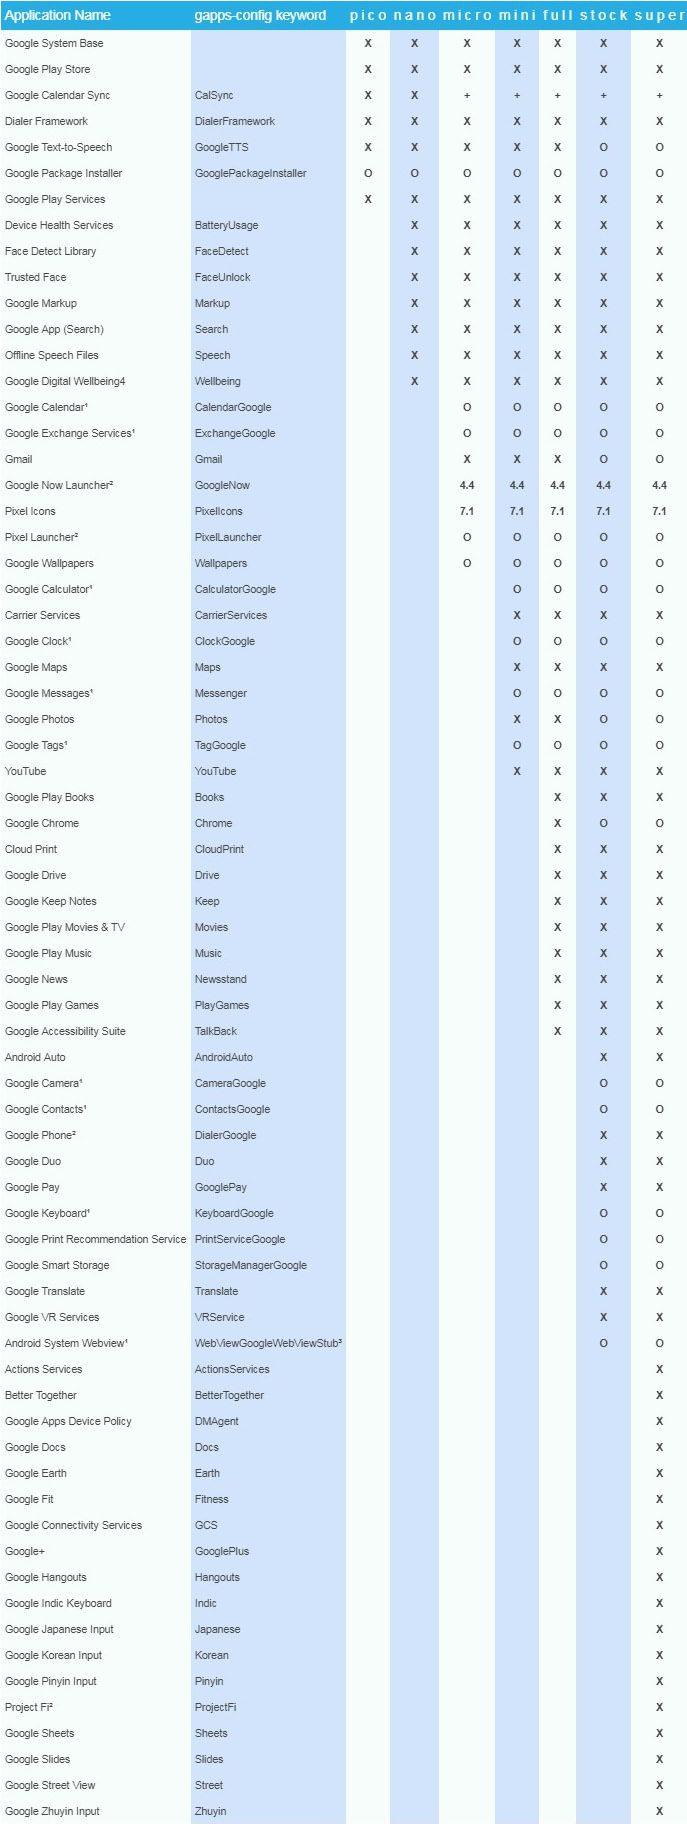 Application Name gapps-config keyword pico nano micro mini full stock super
Google System Base X X X X X X X
Google Play Store X X X X X X X
Google Calendar Sync CalSync X X + + + + +
Dialer Framework DialerFramework X X X X X X X
Google Text-to-Speech GoogleTTS X X X X X O O
Google Package Installer GooglePackageInstaller O O O O O O O
Google Play Services X X X X X X X
Device Health Services BatteryUsage X X X X X X
Face Detect Library FaceDetect X X X X X X
Trusted Face FaceUnlock X X X X X X
Google Markup Markup X X X X X X
Google App (Search) Search X X X X X X
Offline Speech Files Speech X X X X X X
Google Digital Wellbeing4 Wellbeing X X X X X X
Google Calendar¹ CalendarGoogle O O O O O
Google Exchange Services¹ ExchangeGoogle O O O O O
Gmail Gmail X X X O O
Google Now Launcher² GoogleNow 4.4 4.4 4.4 4.4 4.4
Pixel Icons PixelIcons 7.1 7.1 7.1 7.1 7.1
Pixel Launcher² PixelLauncher O O O O O
Google Wallpapers Wallpapers O O O O O
Google Calculator¹ CalculatorGoogle O O O O
Carrier Services CarrierServices X X X X
Google Clock¹ ClockGoogle O O O O
Google Maps Maps X X X X
Google Messages¹ Messenger O O O O
Google Photos Photos X X O O
Google Tags¹ TagGoogle O O O O
YouTube YouTube X X X X
Google Play Books Books X X X
Google Chrome Chrome X O O
Cloud Print CloudPrint X X X
Google Drive Drive X X X
Google Keep Notes Keep X X X
Google Play Movies & TV Movies X X X
Google Play Music Music X X X
Google News Newsstand X X X
Google Play Games PlayGames X X X
Google Accessibility Suite TalkBack X X X
Android Auto AndroidAuto X X
Google Camera¹ CameraGoogle O O
Google Contacts¹ ContactsGoogle O O
Google Phone² DialerGoogle X X
Google Duo Duo X X
Google Pay GooglePay X X
Google Keyboard¹ KeyboardGoogle O O
Google Print Recommendation Service PrintServiceGoogle O O
Google Smart Storage StorageManagerGoogle O O
Google Translate Translate X X
Google VR Services VRService X X
Android System Webview¹ WebViewGoogleWebViewStub³ O O
Actions Services ActionsServices X
Better Together BetterTogether X
Google Apps Device Policy DMAgent X
Google Docs Docs X
Google Earth Earth X
Google Fit Fitness X
Google Connectivity Services GCS X
Google+ GooglePlus X
Google Hangouts Hangouts X
Google Indic Keyboard Indic X
Google Japanese Input Japanese X
Google Korean Input Korean X
Google Pinyin Input Pinyin X
Project Fi² ProjectFi X
Google Sheets Sheets X
Google Slides Slides X
Google Street View Street X
Google Zhuyin Input Zhuyin X